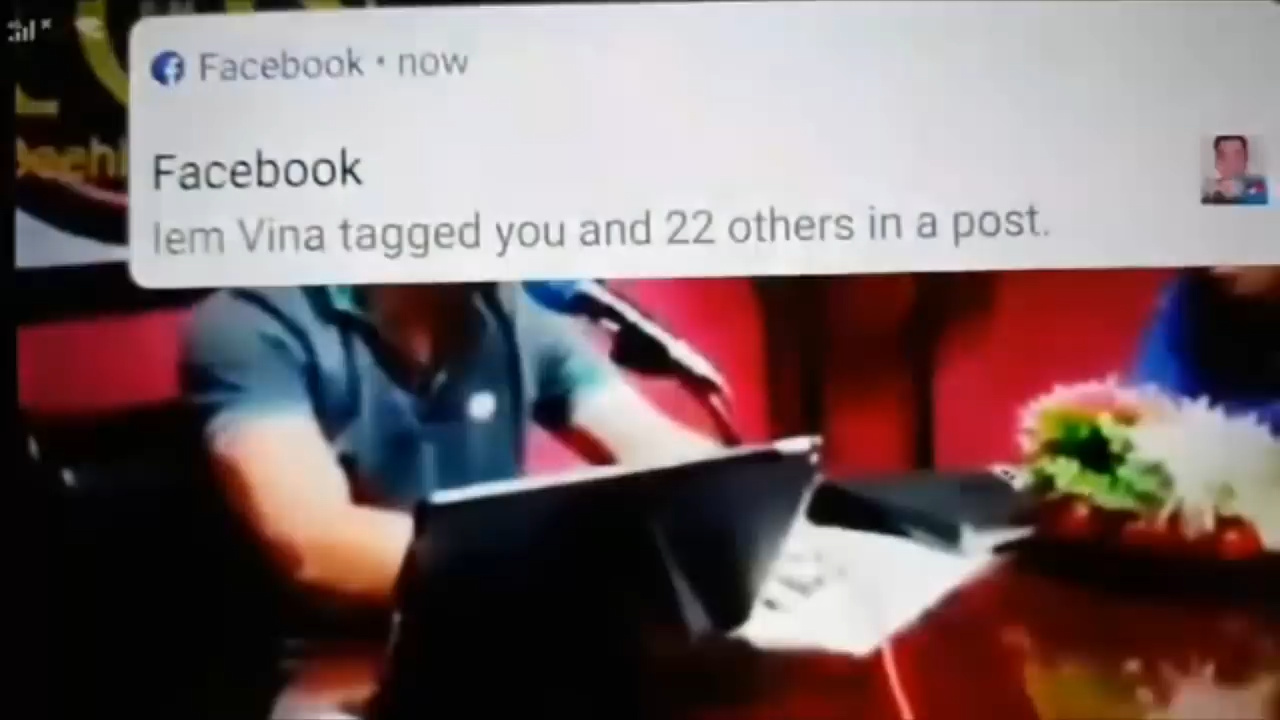 Facebook • now
Facebook
Iem Vina tagged you and 22 others in a post.